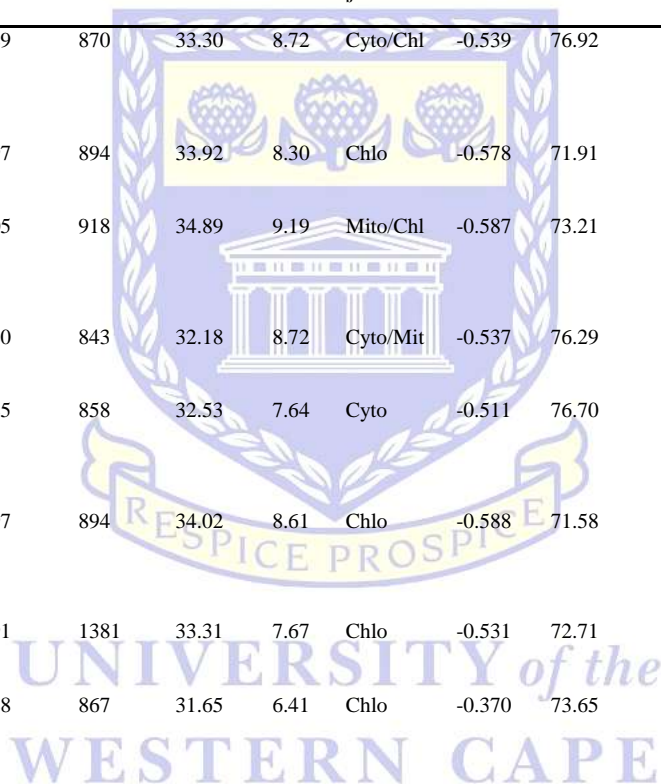 9 870 33.30 8.72 Cyto/Chl -0.539 76.92
7 894 33.92 8.30 Chlo -0.578 71.91
5 918 34.89 9.19 Mito/Chl -0.587 73.21
0 843 32.18 8.72 Cyto/Mit -0.537 76.29
5 858 32.53 7.64 Cyto -0.511 76.70
7 894 34.02 8.61 Chlo -0.588 71.58
RESPICE PROSPICE
1 1381 33.31 7.67 Chlo -0.531 72.71
UNIVERSITY of the
8 867 31.65 6.41 Chlo -0.370 73.65
WESTERN CAPE